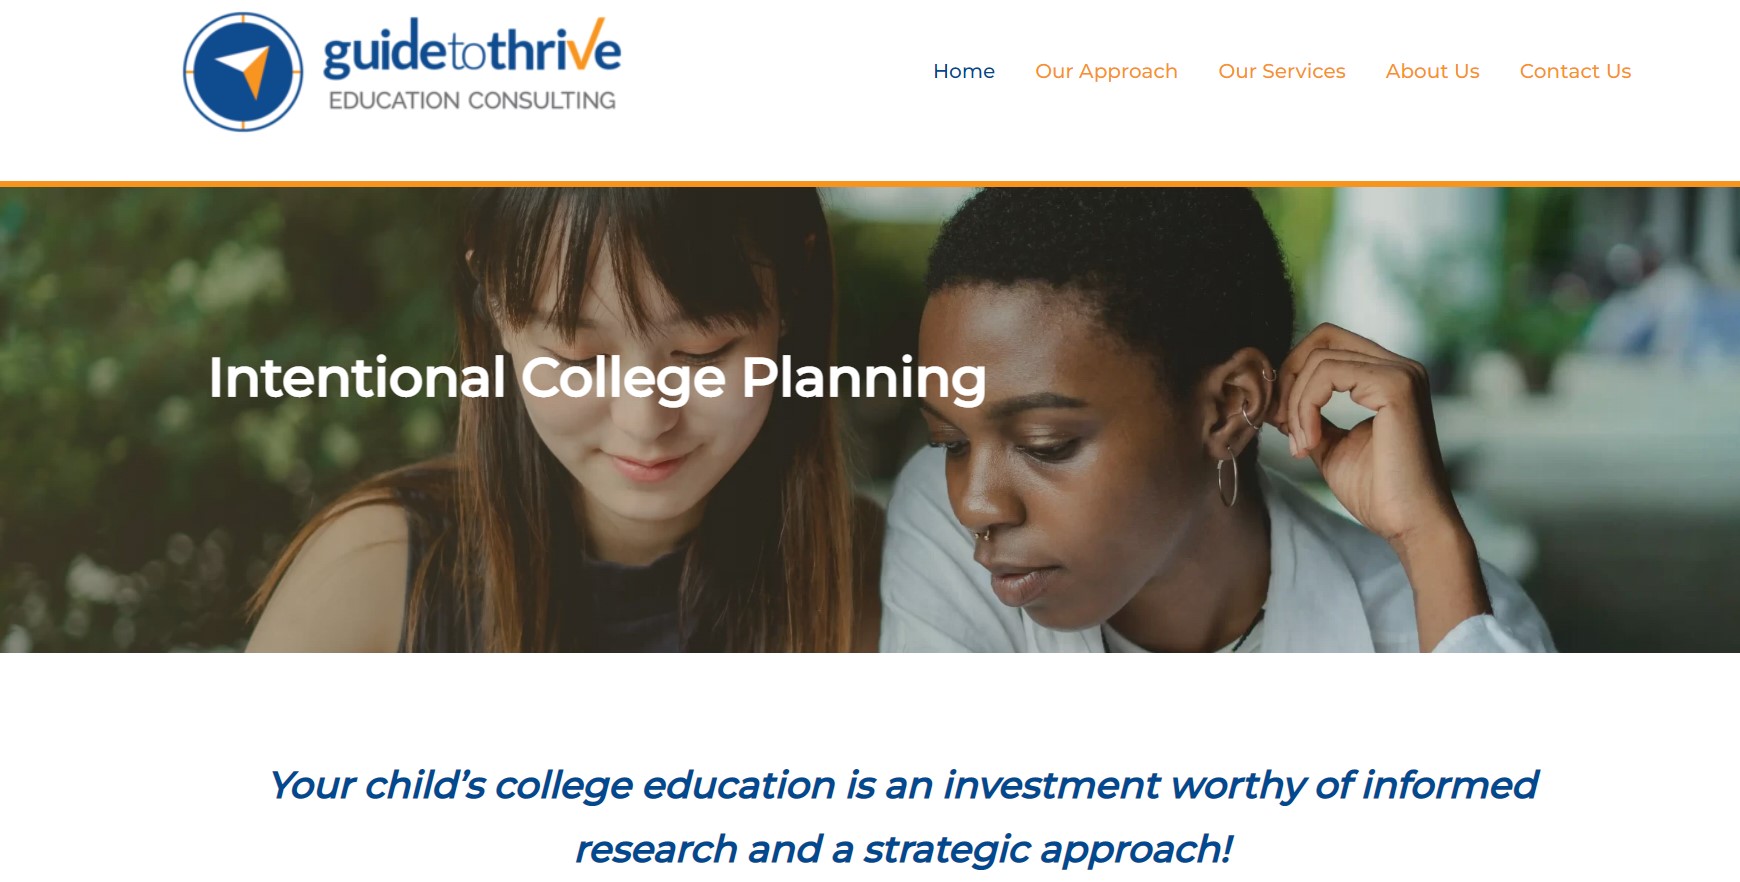 guidetothrive
EDUCATION CONSULTING
Home Our Approach Our Services About Us Contact Us
Intentional College Planning
Your child’s college education is an investment worthy of informed
research and a strategic approach!